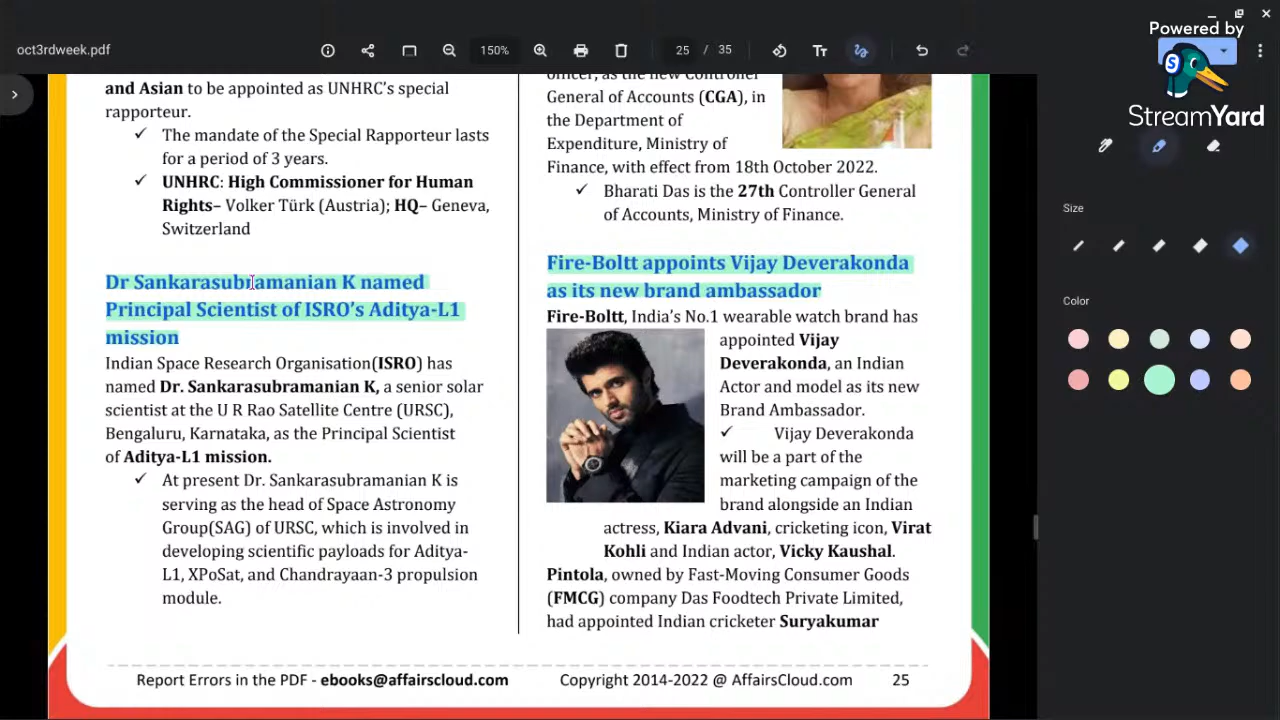 oct3rdweek.pdf
150%
25 / 35
Powered by
StreamYard
and Asian to be appointed as UNHRC's special
rapporteur.
✓ The mandate of the Special Rapporteur lasts
for a period of 3 years.
✓ UNHRC: High Commissioner for Human
Rights– Volker Türk (Austria); HQ– Geneva,
Switzerland
Dr Sankarasubramanian K named
Principal Scientist of ISRO's Aditya-L1
mission
Indian Space Research Organisation(ISRO) has
named Dr. Sankarasubramanian K, a senior solar
scientist at the U R Rao Satellite Centre (URSC),
Bengaluru, Karnataka, as the Principal Scientist
of Aditya-L1 mission.
✓ At present Dr. Sankarasubramanian K is
serving as the head of Space Astronomy
Group(SAG) of URSC, which is involved in
developing scientific payloads for Aditya-
L1, XPoSat, and Chandrayaan-3 propulsion
module.
officer, as the new Controller
General of Accounts (CGA), in
the Department of
Expenditure, Ministry of
Finance, with effect from 18th October 2022.
✓ Bharati Das is the 27th Controller General
of Accounts, Ministry of Finance.
Fire-Boltt appoints Vijay Deverakonda
as its new brand ambassador
Fire-Boltt, India's No.1 wearable watch brand has
appointed Vijay
Deverakonda, an Indian
Actor and model as its new
Brand Ambassador.
✓ Vijay Deverakonda
will be a part of the
marketing campaign of the
brand alongside an Indian
actress, Kiara Advani, cricketing icon, Virat
Kohli and Indian actor, Vicky Kaushal.
Pintola, owned by Fast-Moving Consumer Goods
(FMCG) company Das Foodtech Private Limited,
had appointed Indian cricketer Suryakumar
Report Errors in the PDF - ebooks@affairscloud.com
Copyright 2014-2022 @ AffairsCloud.com 25
Size
Color